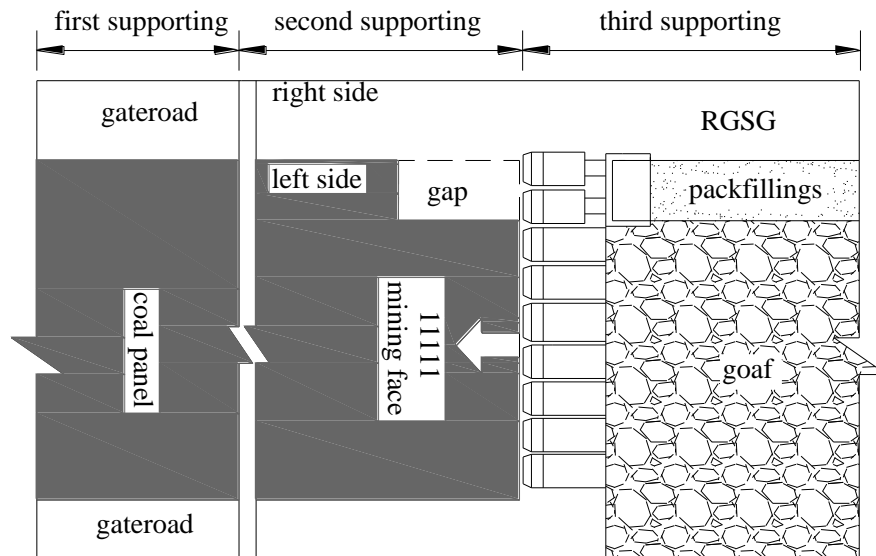 first supporting
second supporting
third supporting
right side
gateroad
RGSG
left side
gap
packfillings
coal panel
11111
mining face
goaf
gateroad